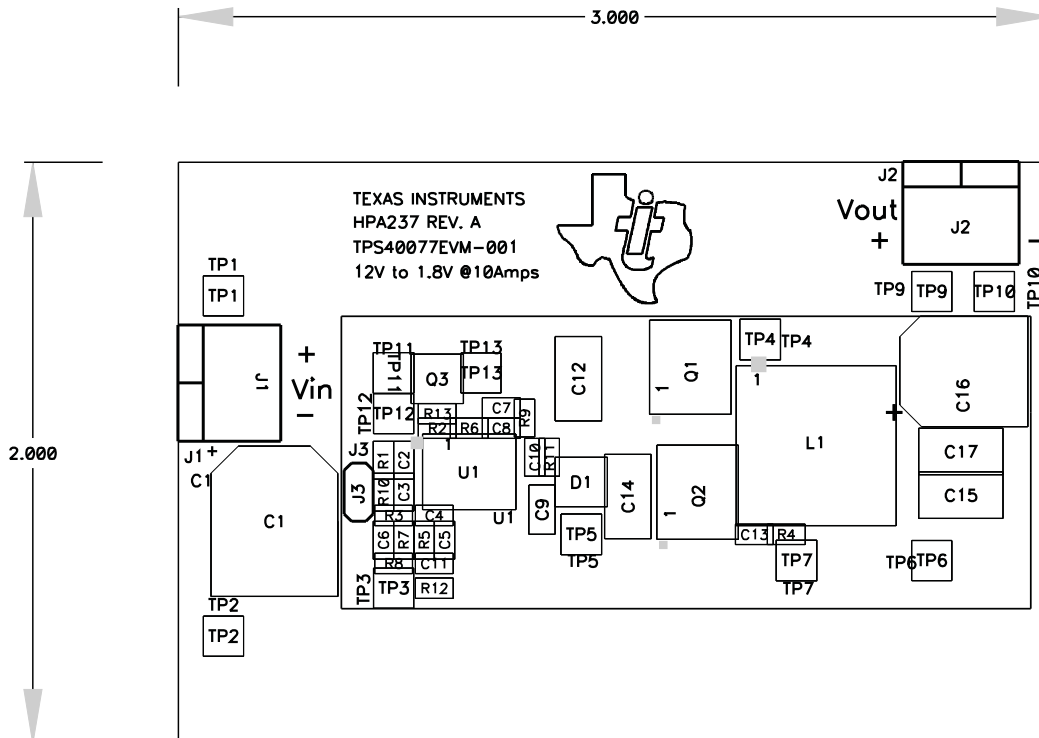 3.000
2.000
TEXAS INSTRUMENTS
HPA237 REV. A
TPS40077EVM-001
12V to 1.8V @10Amps
J2
J2
Vout
+
-
TP1
TP1
TP9
TP9
TP10
TP10
J1
+
Vin
-
J1
+
TP11
TP11
Q3
TP13
TP13
C12
Q1
1
TP4
TP4
1
C16
+
TP12
TP12
R13
C7
R9
R2
R6
C8
L1
J3
J3
C1
C1
R1
C2
1
U1
U1
C10
R11
D1
C14
Q2
1
C17
C15
R10
C3
C9
R3
C4
C6
R7
R5
C5
TP5
TP5
C13
R4
R8
C11
TP7
TP7
TP6
TP6
TP3
TP3
R12
TP2
TP2